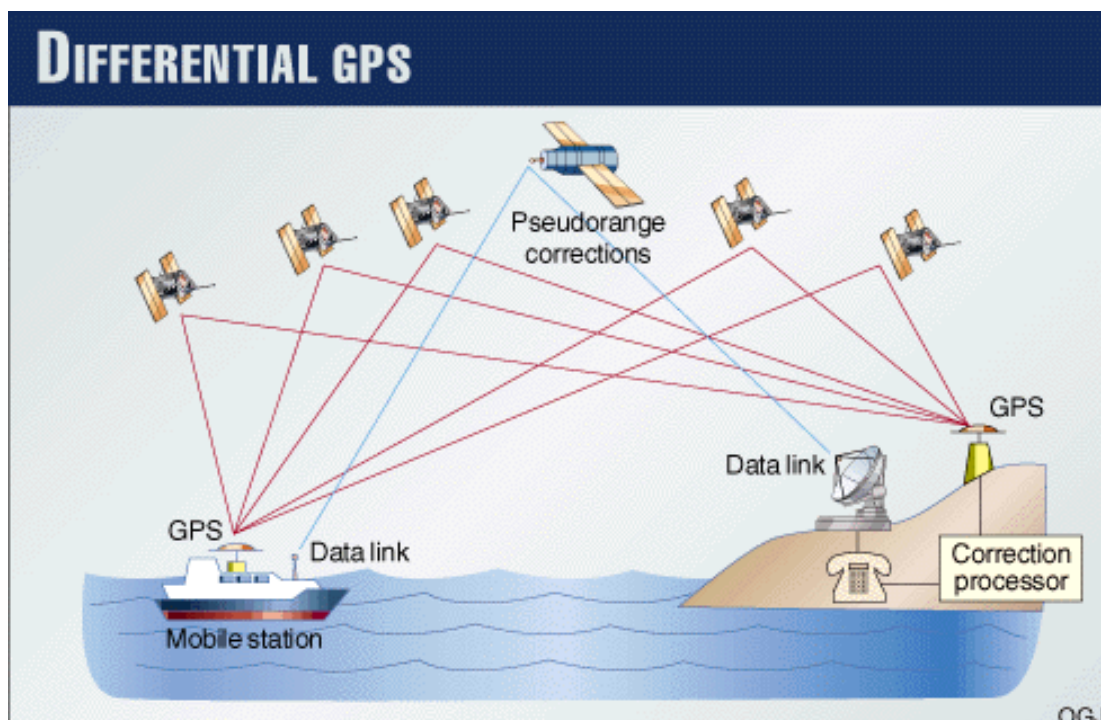 DIFFERENTIAL GPS
Pseudorange
corrections
GPS
Data link
GPS
Data link
Correction
processor
Mobile station